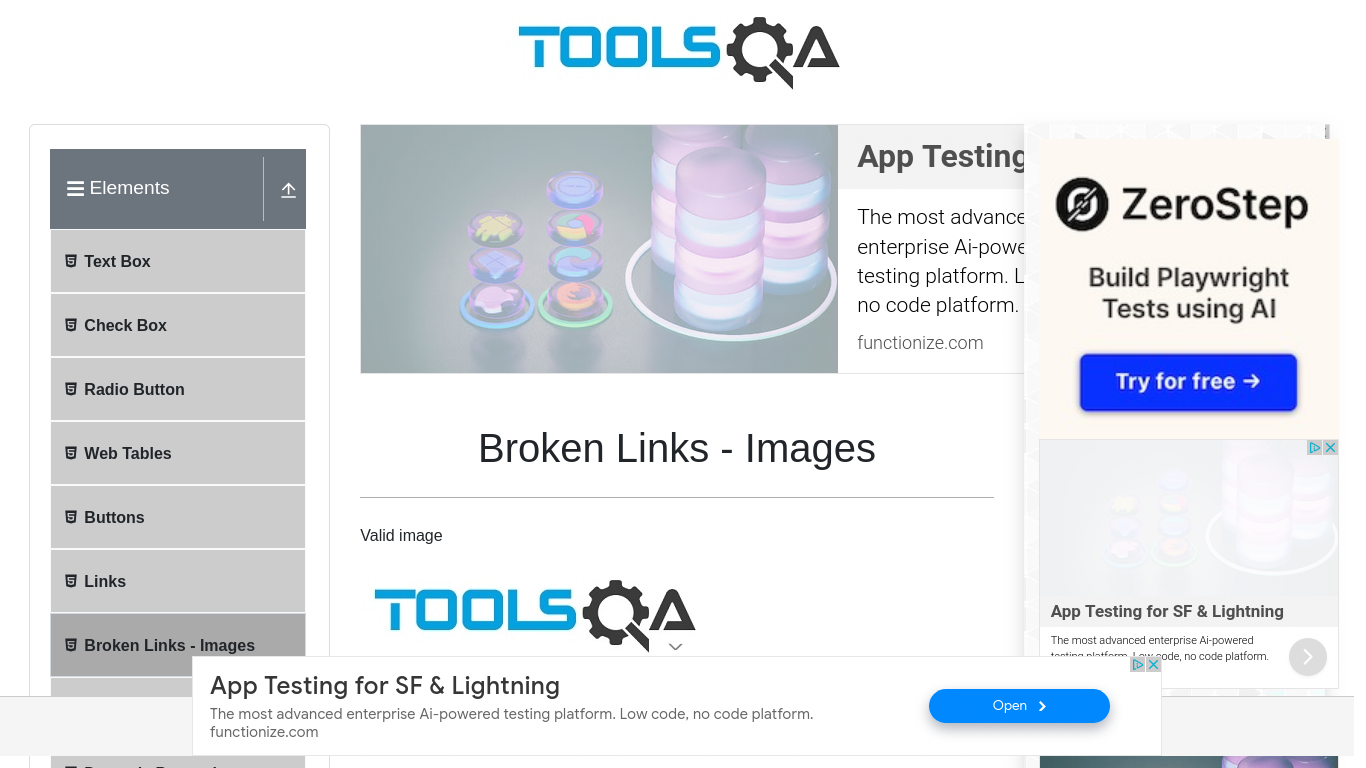 TOOLSQA
Elements
Text Box
Check Box
Radio Button
Web Tables
Buttons
Links
Broken Links - Images
App Testing
The most advance
enterprise Ai-powe
testing platform. L
no code platform.
functionize.com
Broken Links - Images
Valid image
TOOLSQA
ZeroStep
Build Playwright
Tests using AI
Try for free →
App Testing for SF & Lightning
The most advanced enterprise Ai-powered
testing platform. Low code, no code platform.
App Testing for SF & Lightning
The most advanced enterprise Ai-powered testing platform. Low code, no code platform.
functionize.com
Open